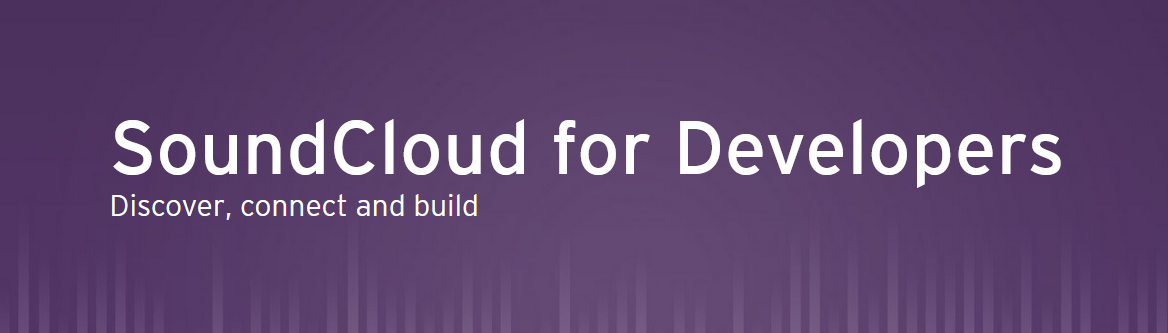 SoundCloud for Developers
Discover, connect and build